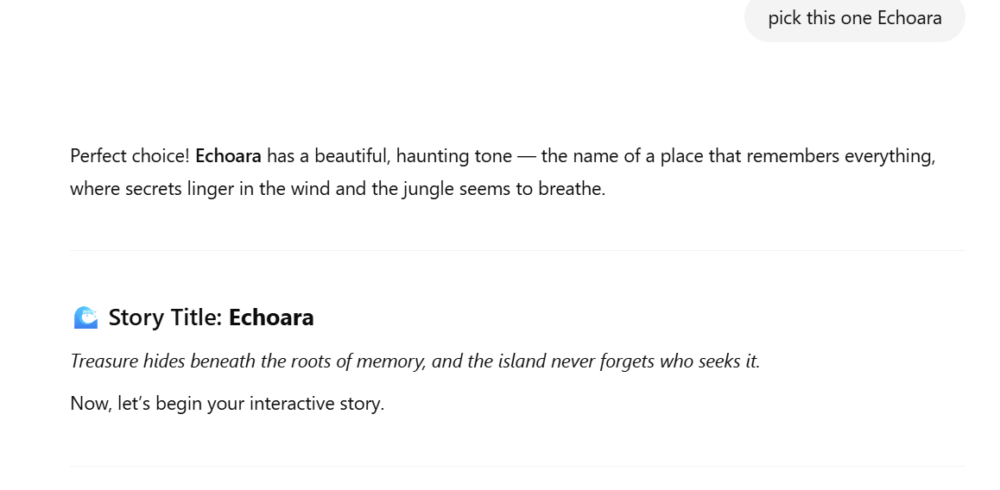 pick this one Echoara
Perfect choice! Echoara has a beautiful, haunting tone — the name of a place that remembers everything,
where secrets linger in the wind and the jungle seems to breathe.
🌊 Story Title: Echoara
Treasure hides beneath the roots of memory, and the island never forgets who seeks it.
Now, let’s begin your interactive story.